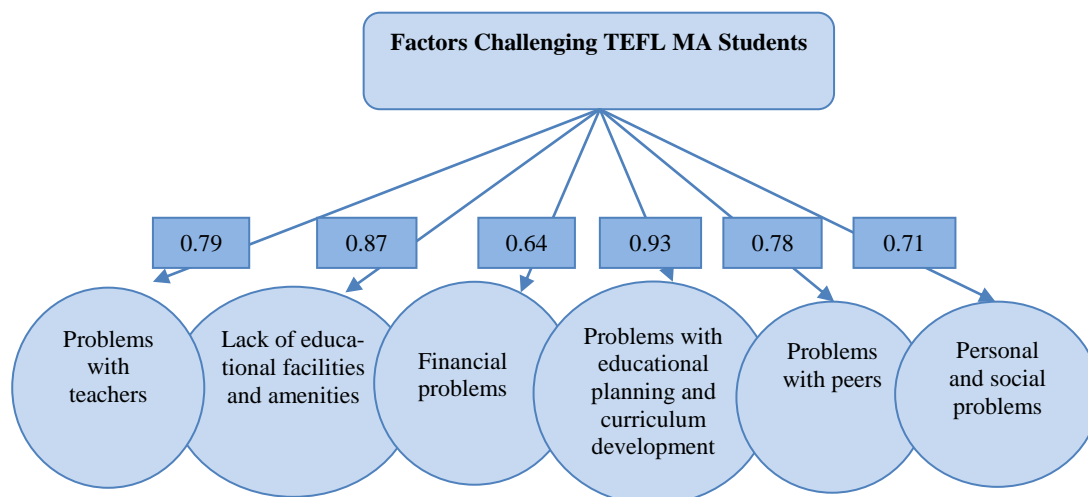 Factors Challenging TEFL MA Students
0.79
0.87
0.64
0.93
0.78
0.71
Problems
with
teachers
Lack of educa-
tional facilities
and amenities
Financial
problems
Problems with
educational
planning and
curriculum
development
Problems
with peers
Personal
and social
problems